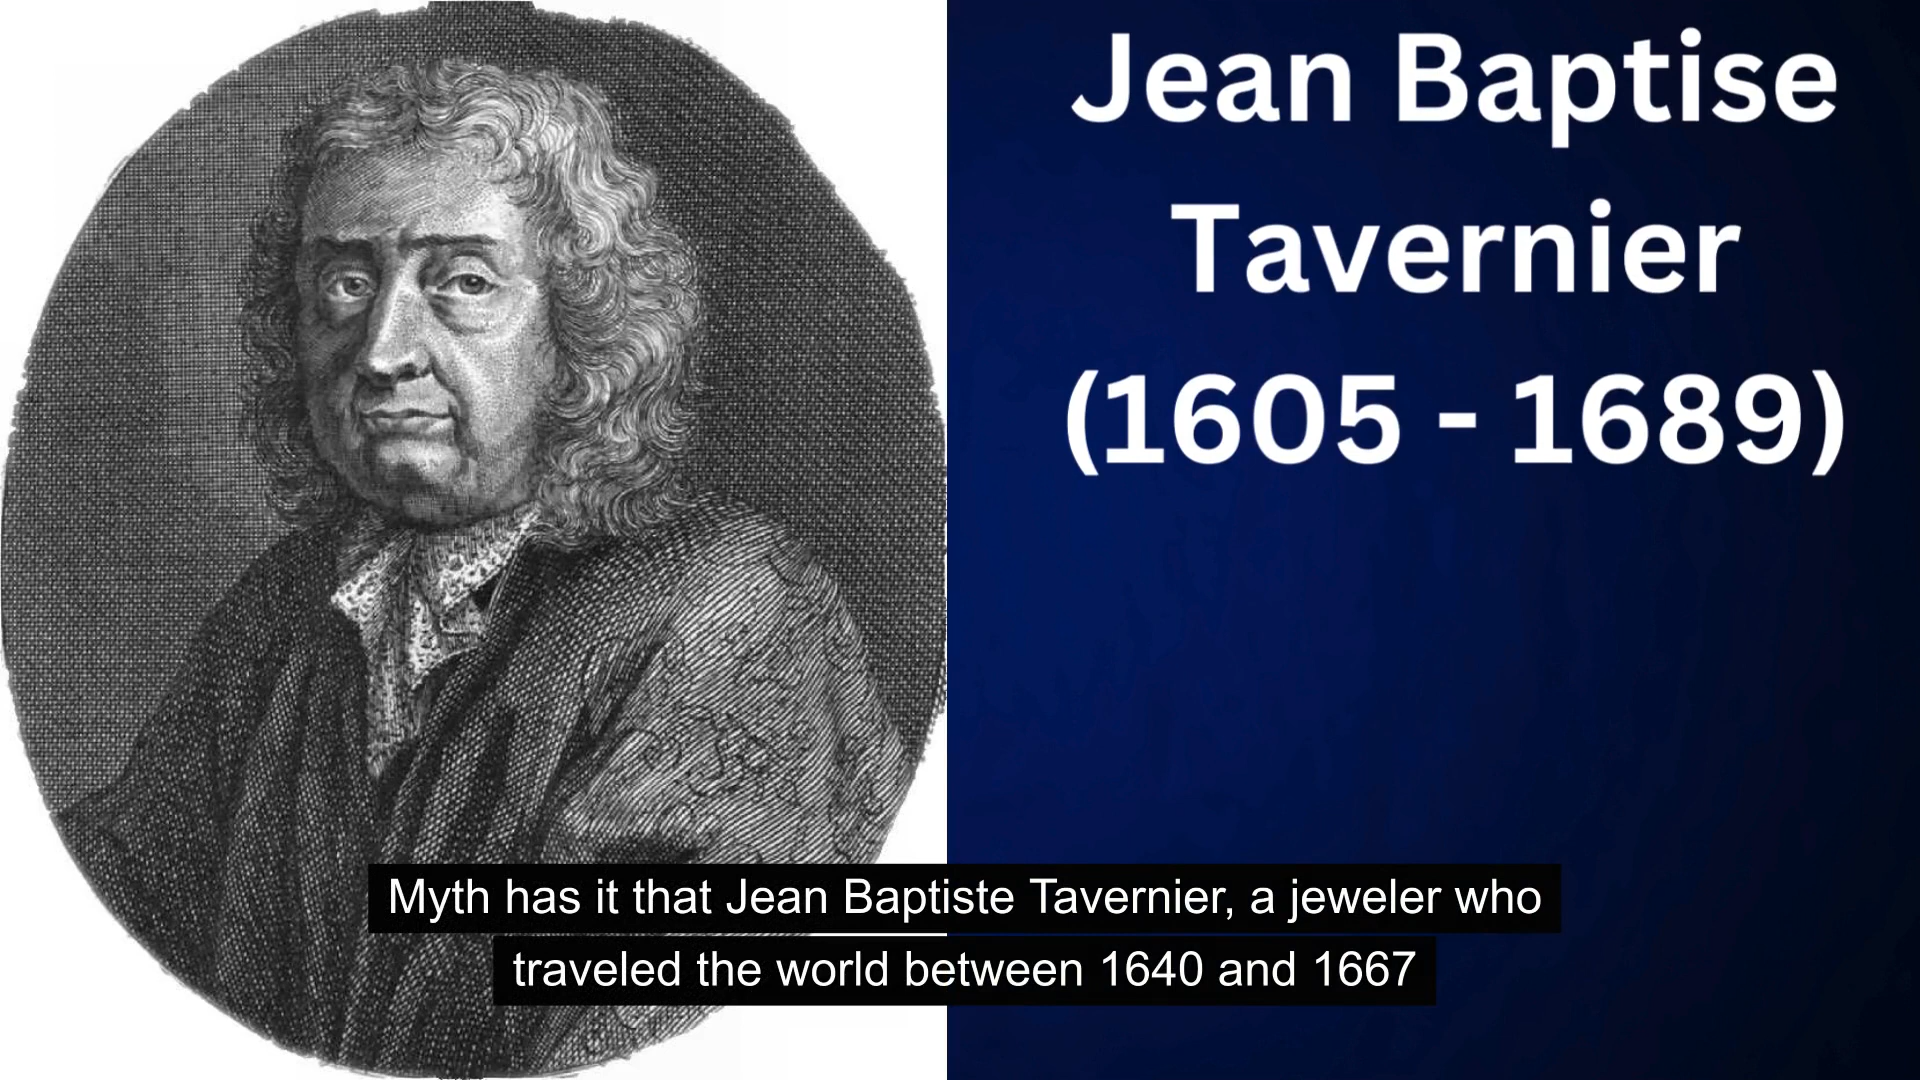 Jean Baptise
Tavernier
(1605 - 1689)
Myth has it that Jean Baptiste Tavernier, a jeweler who
traveled the world between 1640 and 1667